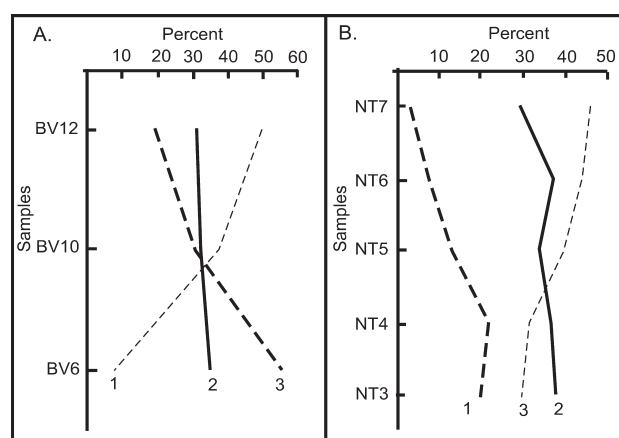 A.
Percent
10 20 30 40 50 60
Samples
BV12
BV10
BV6
1 2 3
B.
Percent
10 20 30 40 50
Samples
NT7
NT6
NT5
NT4
NT3
1 3 2